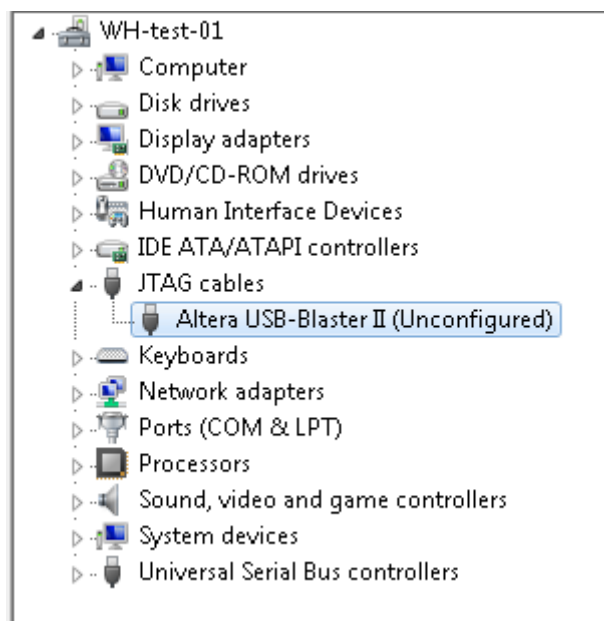 WH-test-01
Computer
Disk drives
Display adapters
DVD/CD-ROM drives
Human Interface Devices
IDE ATA/ATAPI controllers
JTAG cables
Altera USB-Blaster II (Unconfigured)
Keyboards
Network adapters
Ports (COM & LPT)
Processors
Sound, video and game controllers
System devices
Universal Serial Bus controllers